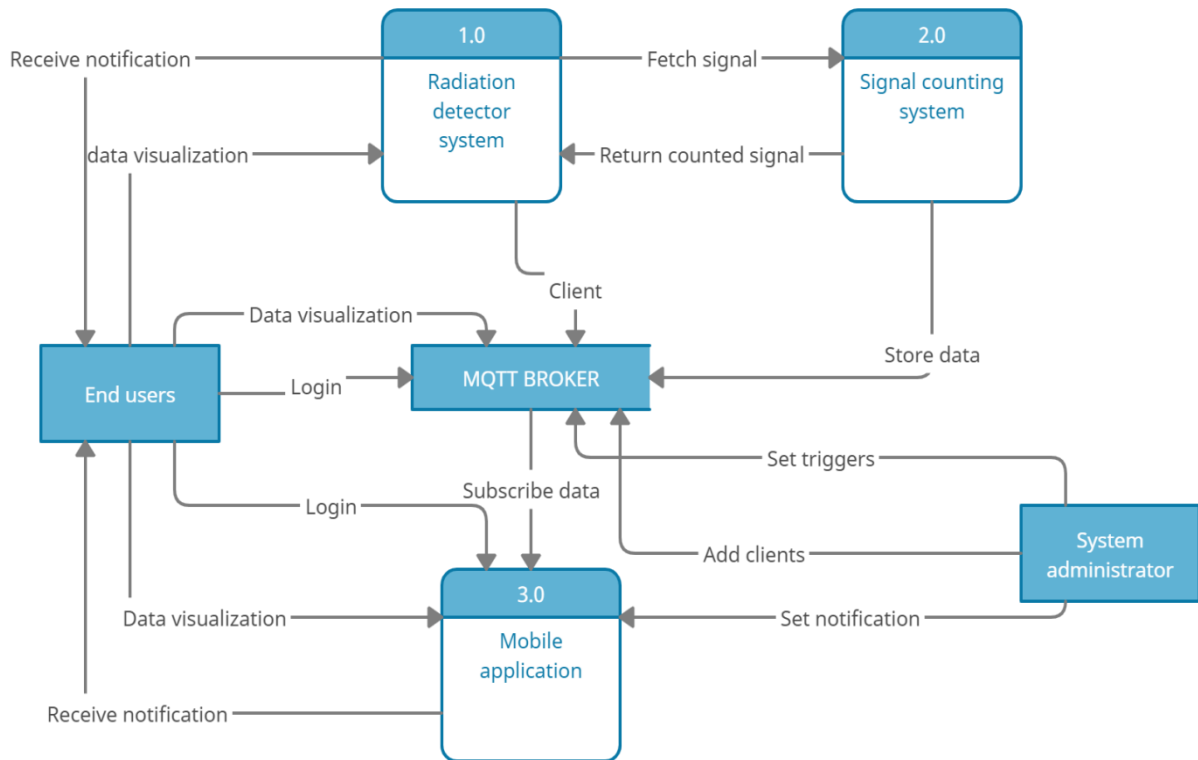 1.0
2.0
Receive notification
Fetch signal
Radiation
detector
system
Signal counting
system
data visualization
Return counted signal
Client
Data visualization
Store data
MQTT BROKER
Login
End users
Set triggers
Subscribe data
Login
System
administrator
Add clients
3.0
Data visualization
Set notification
Mobile
application
Receive notification